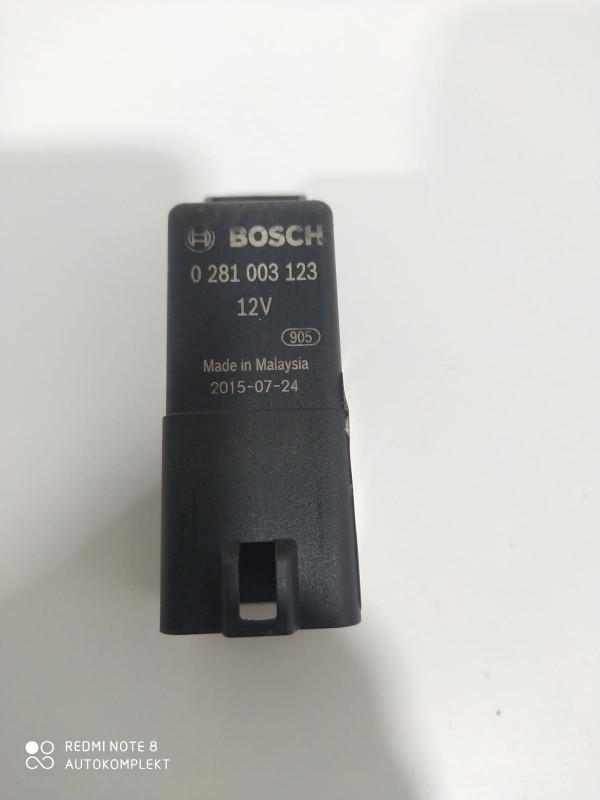 BOSCH
0 281 003 123
12V
905
Made in Malaysia
2015-07-24
REDMI NOTE 8
AUTOKOMPLEKT